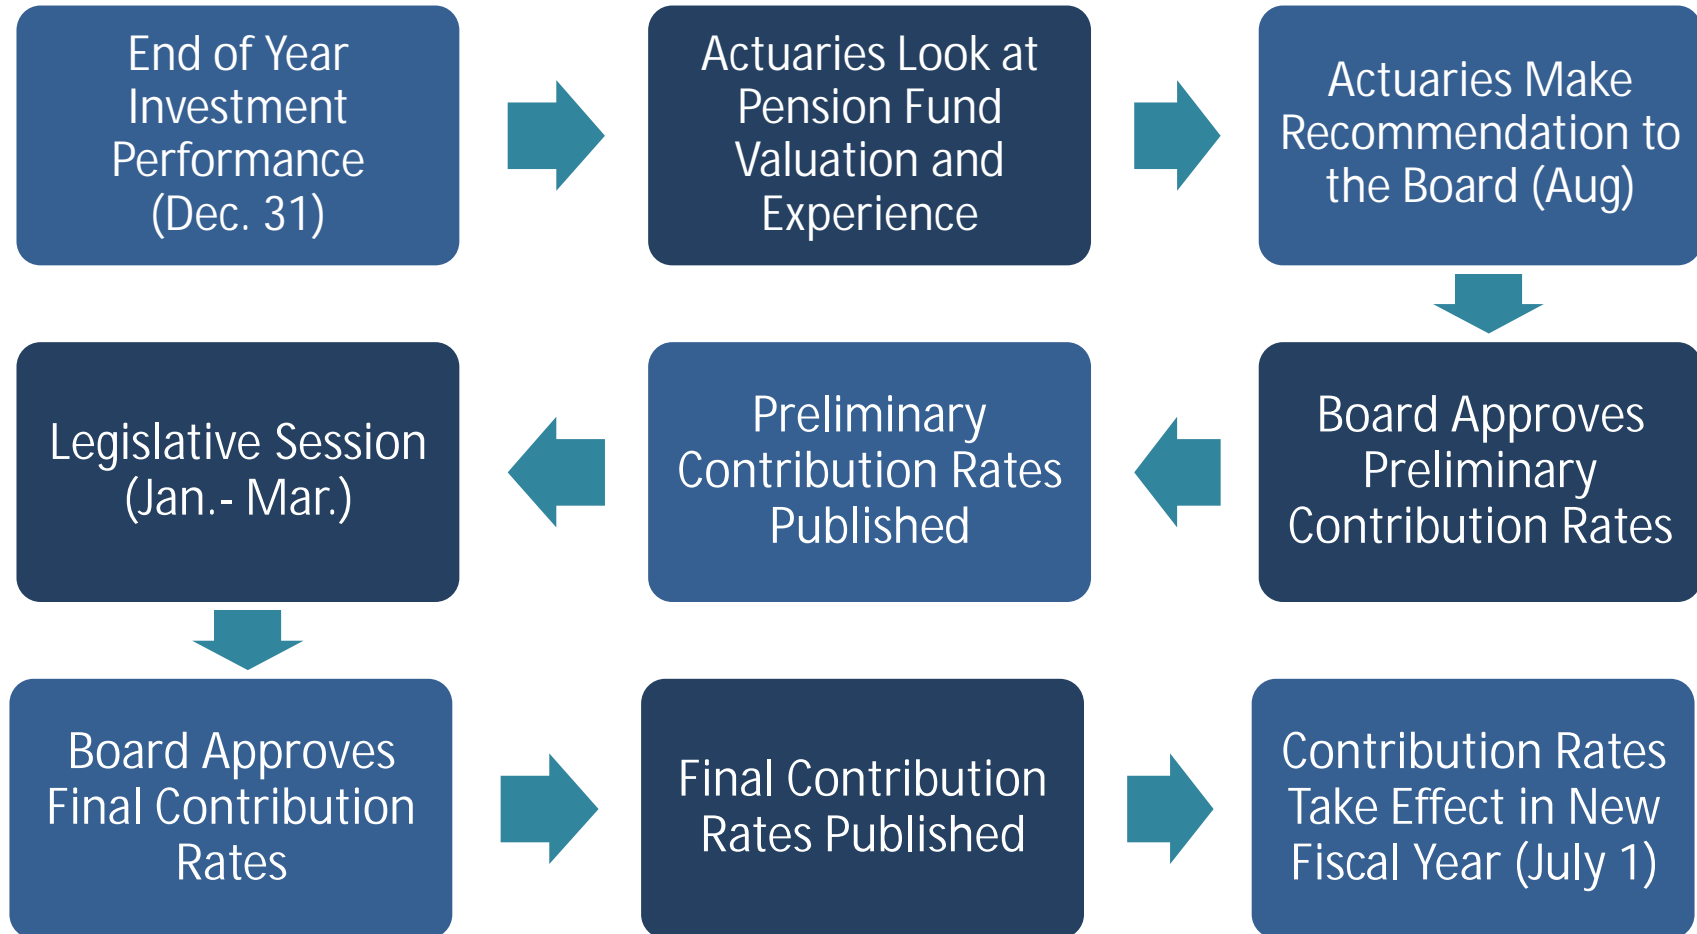 End of Year
Investment
Performance
(Dec. 31)
Actuaries Look at
Pension Fund
Valuation and
Experience
Actuaries Make
Recommendation to
the Board (Aug)
Board Approves
Preliminary
Contribution Rates
Preliminary
Contribution Rates
Published
Legislative Session
(Jan.- Mar.)
Board Approves
Final Contribution
Rates
Final Contribution
Rates Published
Contribution Rates
Take Effect in New
Fiscal Year (July 1)